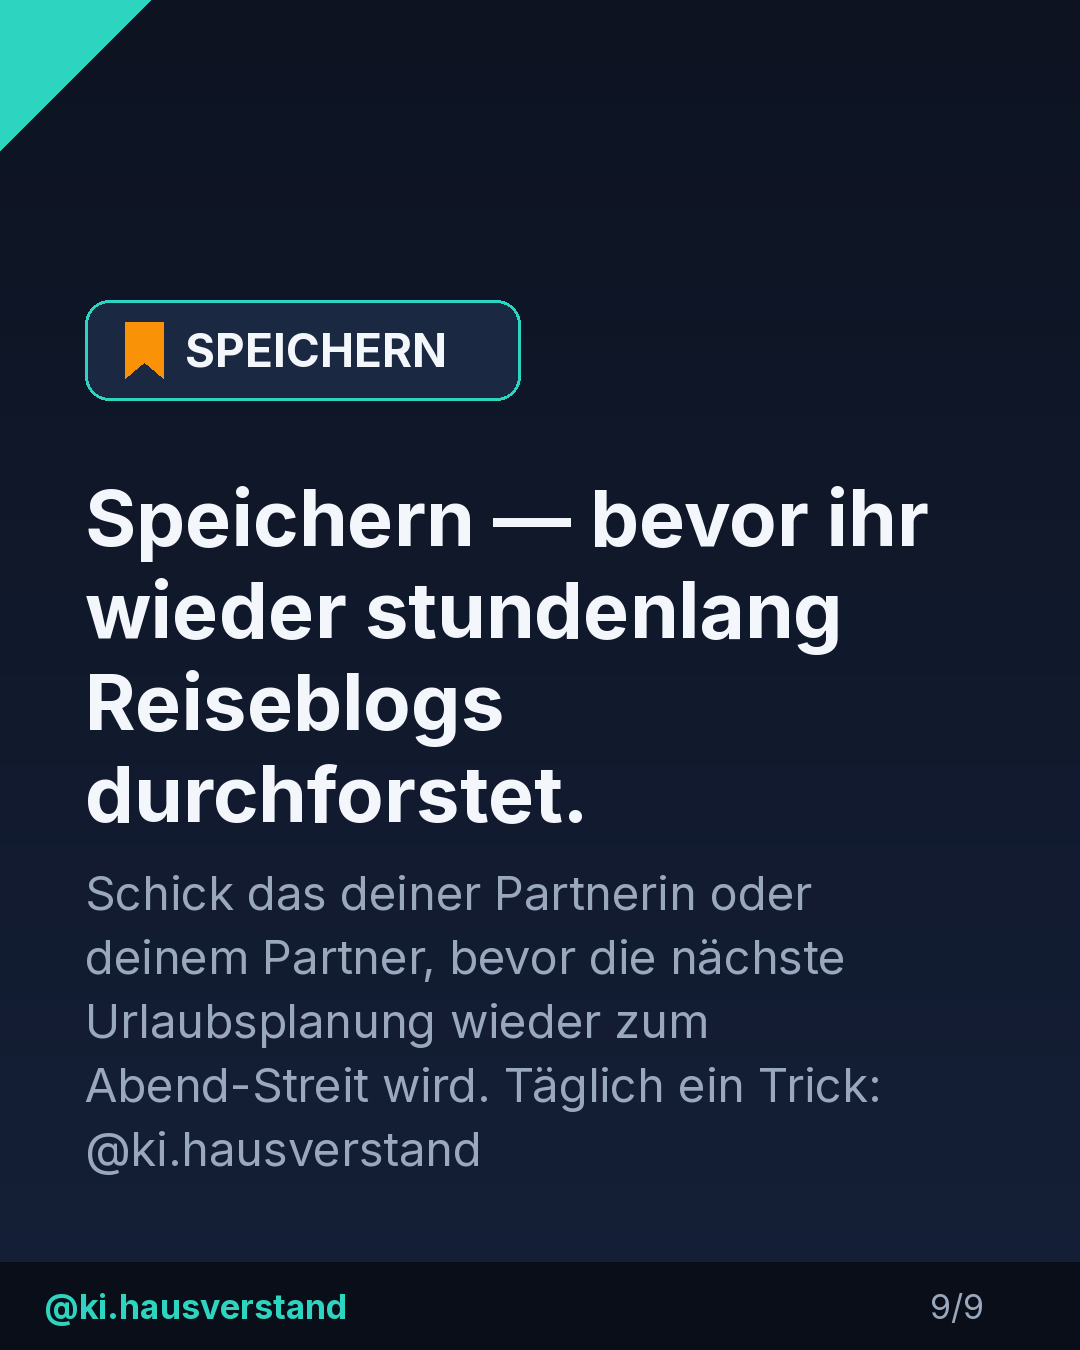 SPEICHERN
Speichern — bevor ihr
wieder stundenlang
Reiseblogs
durchforstet.
Schick das deiner Partnerin oder
deinem Partner, bevor die nächste
Urlaubsplanung wieder zum
Abend-Streit wird. Täglich ein Trick:
@ki.hausverstand
@ki.hausverstand
9/9